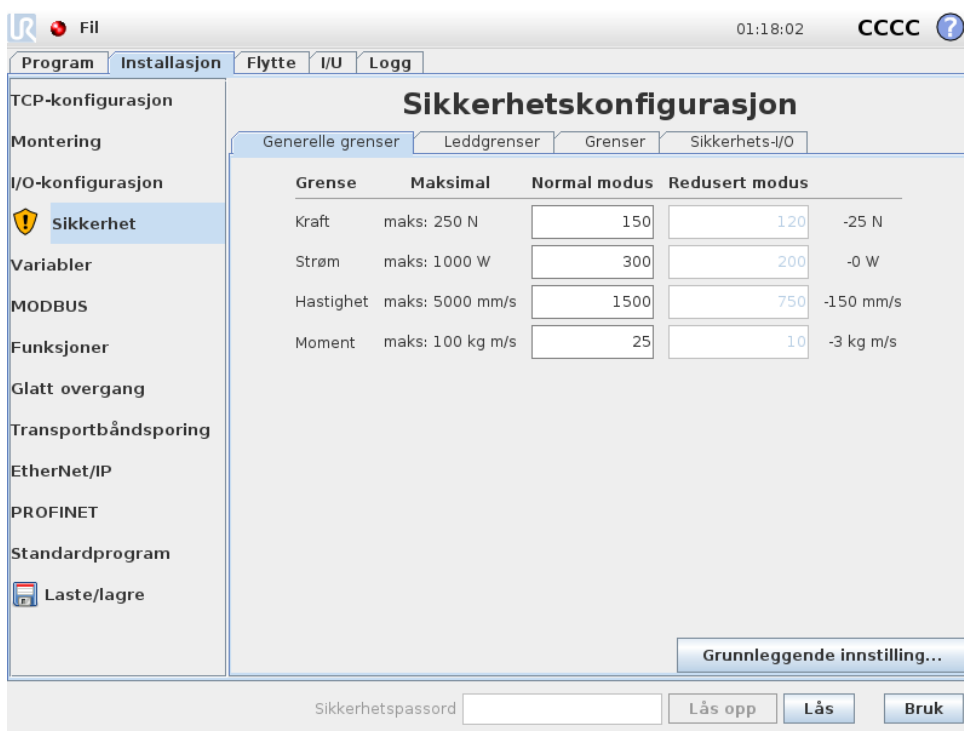 UR Fil 01:18:02 CCCC ?
Program Installasjon Flytte I/U Logg
TCP-konfigurasjon
Montering
I/O-konfigurasjon
Sikkerhet
Variabler
MODBUS
Funksjoner
Glatt overgang
Transportbåndsporing
EtherNet/IP
PROFINET
Standardprogram
Laste/lagre
Sikkerhetskonfigurasjon
Generelle grenser Leddgrenser Grenser Sikkerhets-I/O
Grense Maksimal Normal modus Redusert modus
Kraft maks: 250 N 150 120 -25 N
Strøm maks: 1000 W 300 200 -0 W
Hastighet maks: 5000 mm/s 1500 750 -150 mm/s
Moment maks: 100 kg m/s 25 10 -3 kg m/s
Grunnleggende innstilling...
Sikkerhetspassord Lås opp Lås Bruk